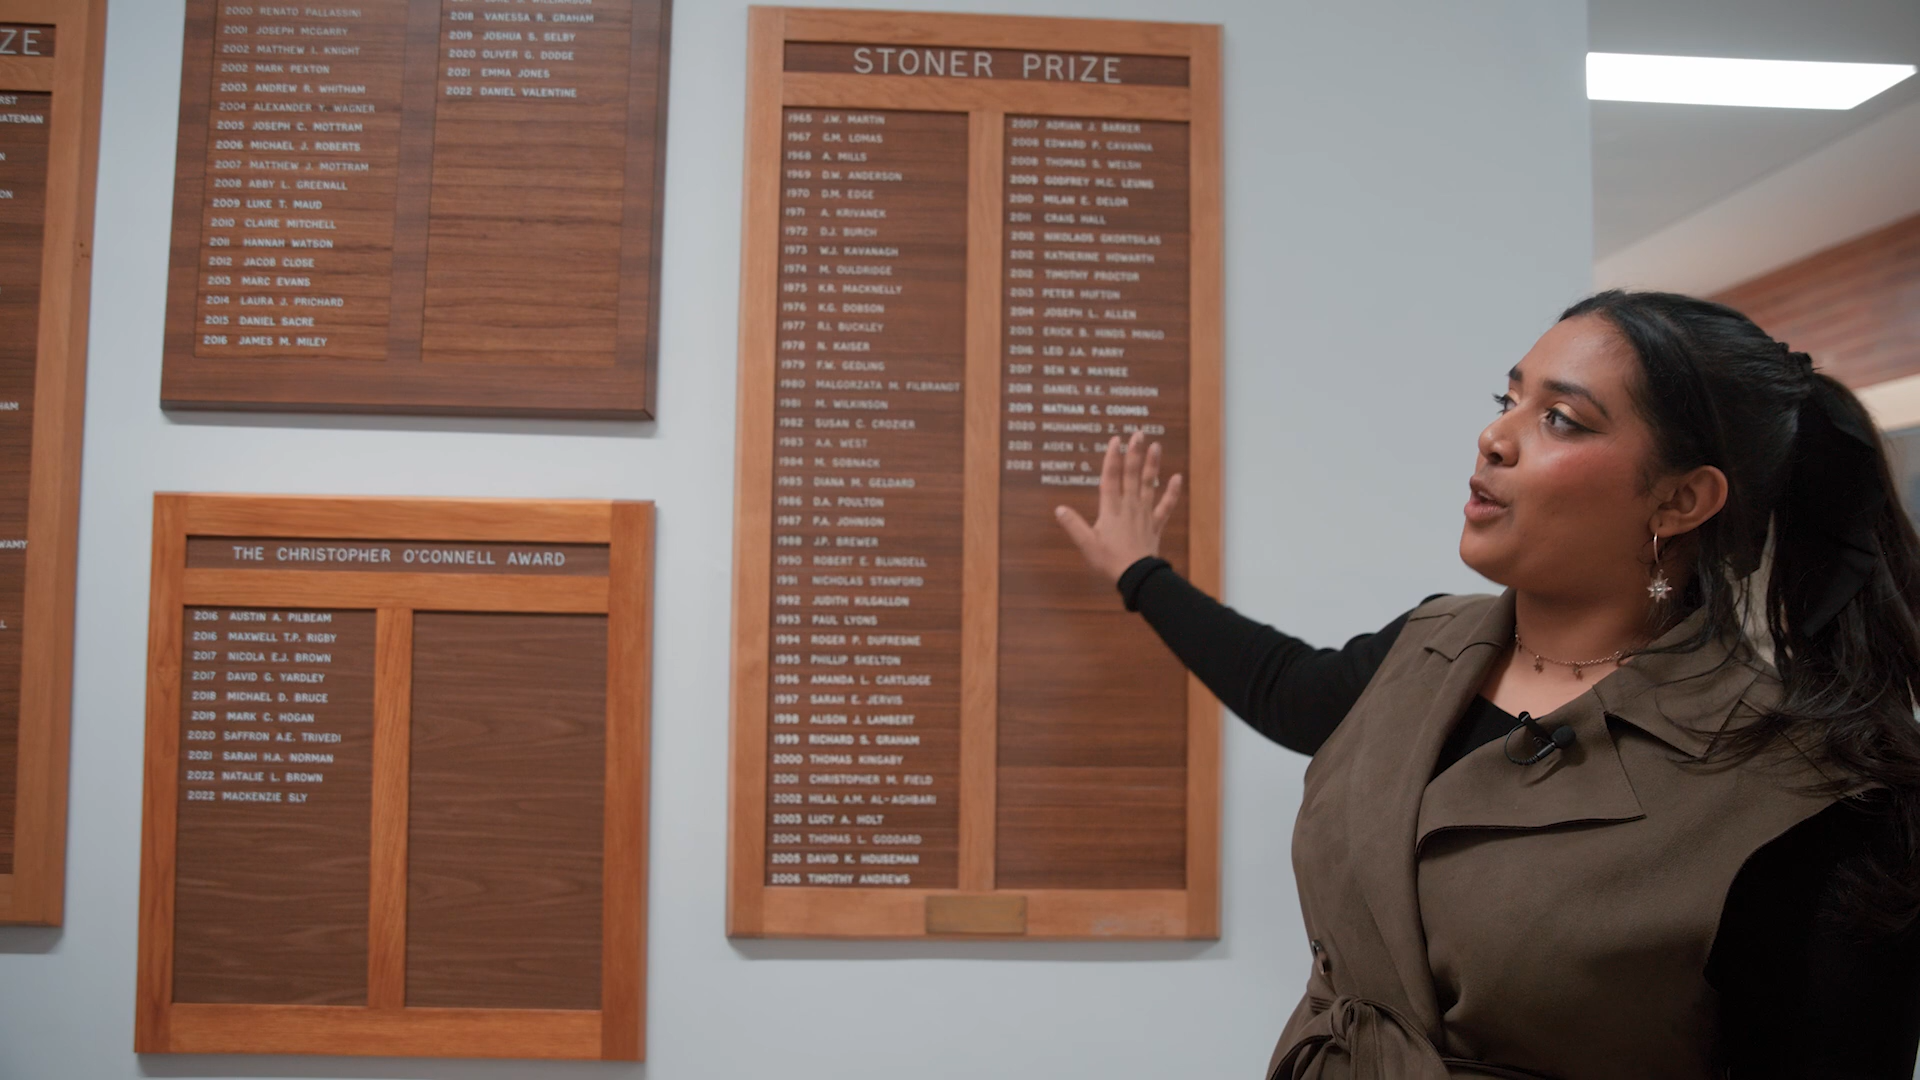 ZE
RST
BATEMAN
N
ON
HAM
WAMY
L
2000 RENATO PALLASSINI
2001 JOSEPH MCGARRY
2002 MATTHEW I. KNIGHT
2002 MARK PEXTON
2003 ANDREW R. WHITHAM
2004 ALEXANDER Y. WAGNER
2005 JOSEPH C. MOTTRAM
2006 MICHAEL J. ROBERTS
2007 MATTHEW J. MOTTRAM
2008 ABBY L. GREENALL
2009 LUKE T. MAUD
2010 CLAIRE MITCHELL
2011 HANNAH WATSON
2012 JACOB CLOSE
2013 MARC EVANS
2014 LAURA J. PRICHARD
2015 DANIEL SACRE
2016 JAMES M. MILEY
2018 VANESSA R. GRAHAM
2019 JOSHUA S. SELBY
2020 OLIVER G. DODGE
2021 EMMA JONES
2022 DANIEL VALENTINE
THE CHRISTOPHER O'CONNELL AWARD
2016 AUSTIN A. PILBEAM
2016 MAXWELL T.P. RIGBY
2017 NICOLA E.J. BROWN
2017 DAVID G. YARDLEY
2018 MICHAEL D. BRUCE
2019 MARK C. HOGAN
2020 SAFFRON A.E. TRIVEDI
2021 SARAH H.A. NORMAN
2022 NATALIE L. BROWN
2022 MACKENZIE SLY
STONER PRIZE
1965 J.W. MARTIN
1967 G.M. LOMAS
1968 A. MILLS
1969 D.W. ANDERSON
1970 D.M. EDGE
1971 A. KRIVANEK
1972 D.J. BURCH
1973 W.J. KAVANAGH
1974 M. OULDRIDGE
1975 K.R. MACKNELLY
1976 K.G. DOBSON
1977 R.I. BUCKLEY
1978 N. KAISER
1979 F.W. GEDLING
1980 MALGORZATA M. FILBRANDT
1981 M. WILKINSON
1982 SUSAN C. CROZIER
1983 A.A. WEST
1984 M. SOBNACK
1985 DIANA M. GELDARD
1986 D.A. POULTON
1987 P.A. JOHNSON
1988 J.P. BREWER
1990 ROBERT E. BLUNDELL
1991 NICHOLAS STANFORD
1992 JUDITH KILGALLON
1993 PAUL LYONS
1994 ROGER P. DUFRESNE
1995 PHILLIP SKELTON
1996 AMANDA L. CARTLIDGE
1997 SARAH E. JERVIS
1998 ALISON J. LAMBERT
1999 RICHARD S. GRAHAM
2000 THOMAS KINGABY
2001 CHRISTOPHER M. FIELD
2002 HILAL A.M. AL-AGHBARI
2003 LUCY A. HOLT
2004 THOMAS L. GODDARD
2005 DAVID K. HOUSEMAN
2006 TIMOTHY ANDREWS
2007 ADRIAN J. BARKER
2008 EDWARD P. CAVANNA
2008 THOMAS S. WELSH
2009 GODFREY H.C. LEUNG
2010 MILAN E. DELOR
2011 CRAIG HALL
2012 NIKOLAOS GKORTSILAS
2012 KATHERINE HOWARTH
2012 TIMOTHY PROCTOR
2013 PETER HUFTON
2014 JOSEPH L. ALLEN
2015 ERICK B. HINDS MINGO
2016 LEO J.A. PARRY
2017 BEN W. MAYBEE
2018 DANIEL R.E. HODGSON
2019 NATHAN C. COOMBS
2020 MUHAMMED Z. MAJEED
2021 AIDEN L.
2022 HENRY O.